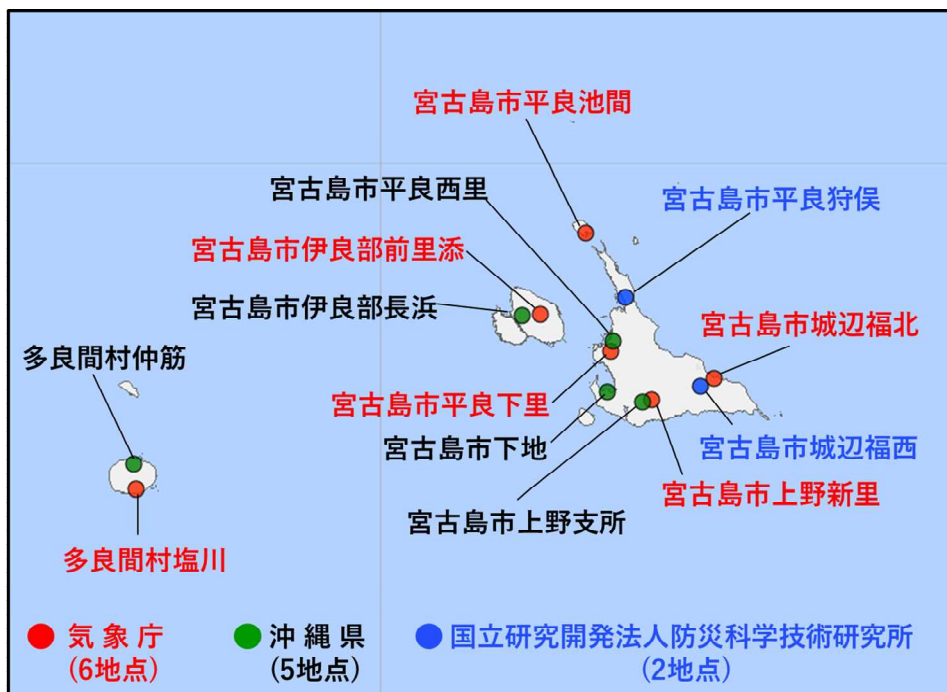 宮古島市平良池間
宮古島市平良西里
宮古島市平良狩俣
宮古島市伊良部前里添
宮古島市伊良部長浜
宮古島市城辺福北
多良間村仲筋
宮古島市平良下里
宮古島市下地
宮古島市城辺福西
宮古島市上野新里
宮古島市上野支所
多良間村塩川
気象庁
(6地点)
沖縄県
(5地点)
国立研究開発法人防災科学技術研究所
(2地点)